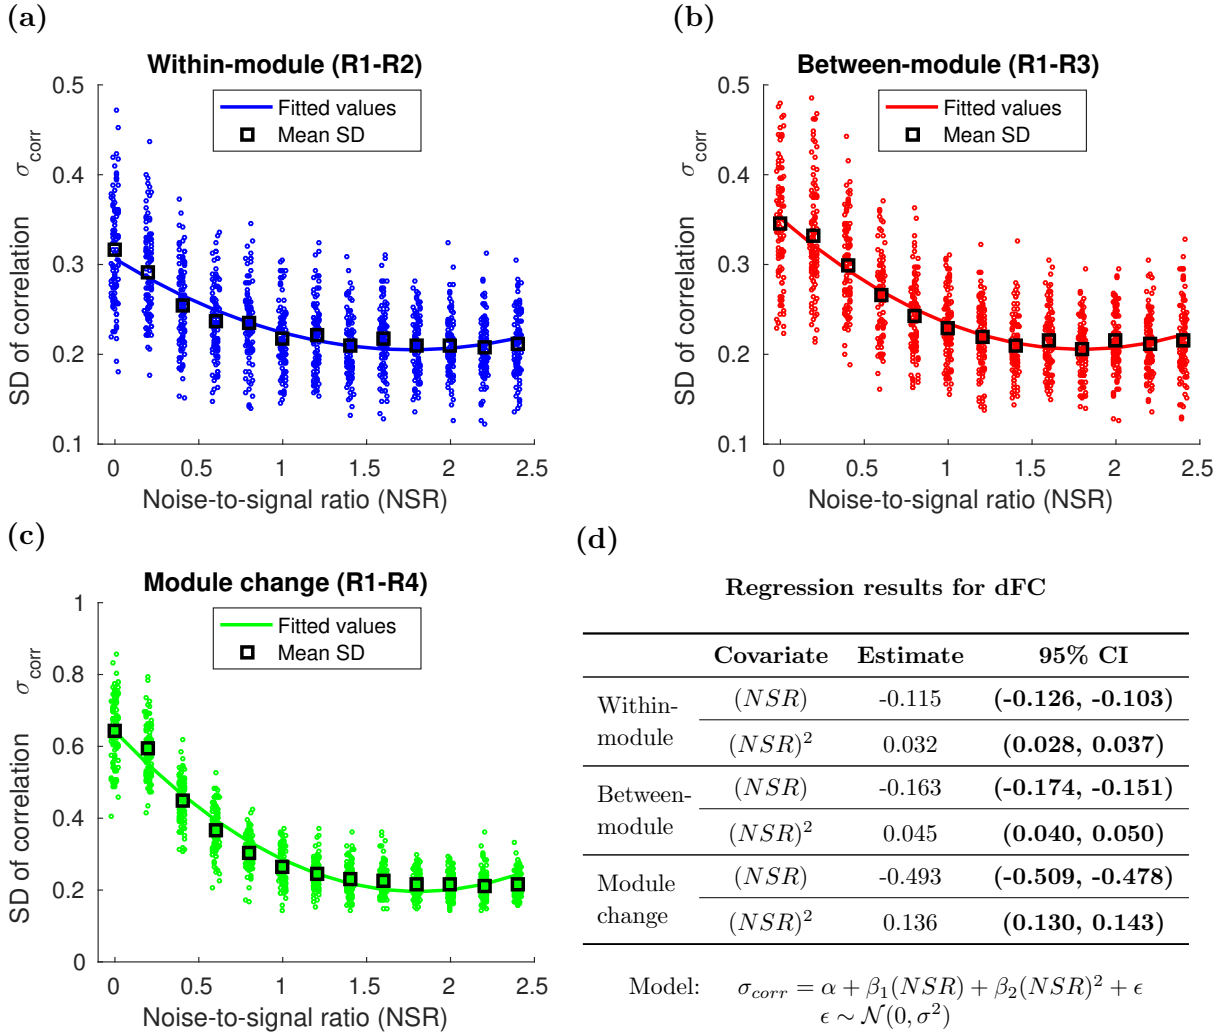 (a)
Within-module (R1-R2)
Fitted values
Mean SD
SD of correlation σcorr
0.5
0.4
0.3
0.2
0.1
0 0.5 1 1.5 2 2.5
Noise-to-signal ratio (NSR)
(b)
Between-module (R1-R3)
Fitted values
Mean SD
SD of correlation σcorr
0.5
0.4
0.3
0.2
0.1
0 0.5 1 1.5 2 2.5
Noise-to-signal ratio (NSR)
(c)
Module change (R1-R4)
Fitted values
Mean SD
SD of correlation σcorr
1
0.8
0.6
0.4
0.2
0
0 0.5 1 1.5 2 2.5
Noise-to-signal ratio (NSR)
(d)
Regression results for dFC
Covariate Estimate 95% CI
Within-
module
(NSR) -0.115 (-0.126, -0.103)
(NSR)² 0.032 (0.028, 0.037)
Between-
module
(NSR) -0.163 (-0.174, -0.151)
(NSR)² 0.045 (0.040, 0.050)
Module
change
(NSR) -0.493 (-0.509, -0.478)
(NSR)² 0.136 (0.130, 0.143)
Model: σcorr = α + β₁(NSR) + β₂(NSR)² + ϵ
ϵ ∼ 𝒩(0, σ²)